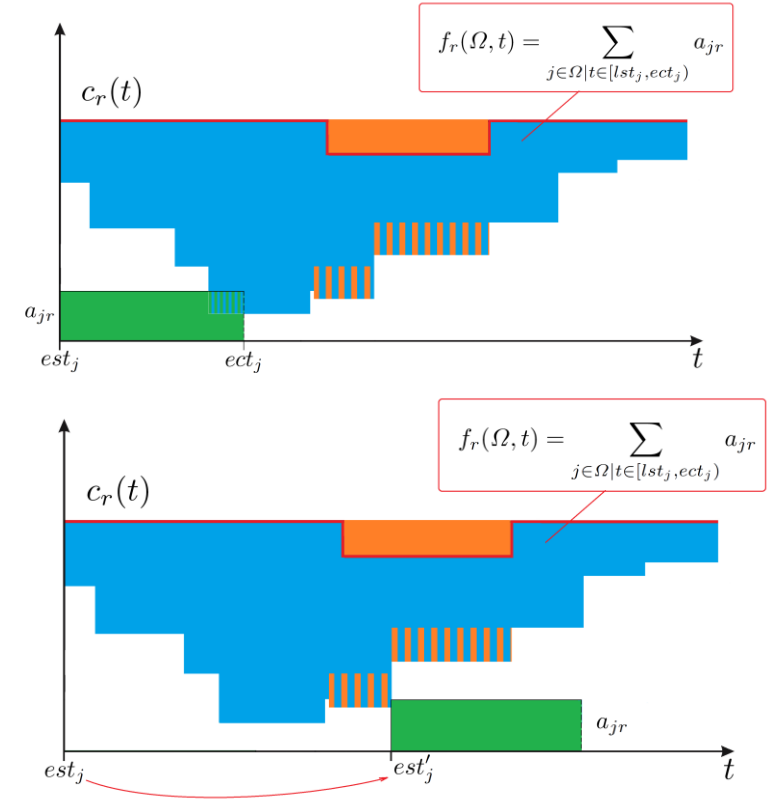 f_r(Ω, t) = ∑_{j∈Ω|t∈[lst_j,ect_j)} a_{jr}
c_r(t)
a_{jr}
est_j ect_j t
f_r(Ω, t) = ∑_{j∈Ω|t∈[lst_j,ect_j)} a_{jr}
c_r(t)
a_{jr}
est_j est′_j t